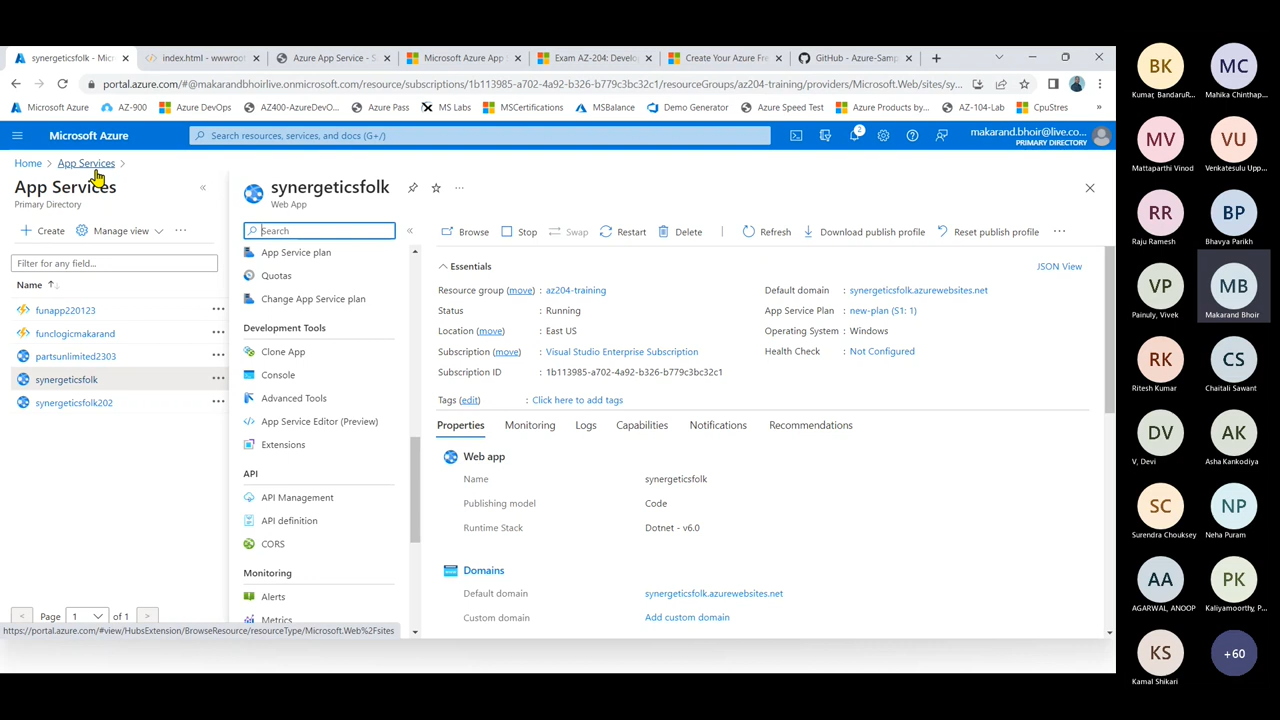 synergeticsfolk - Mic
index.html - wwwroo
Azure App Service - S
Microsoft Azure App S
Exam AZ-204: Develo
Create Your Azure Fre
GitHub - Azure-Samp
portal.azure.com/#@makarandbhoirlive.onmicrosoft.com/resource/subscriptions/1b113985-a702-4a92-b326-b779c3bc32c1/resourceGroups/az204-training/providers/Microsoft.Web/sites/sy...
Microsoft Azure
AZ-900
Azure DevOps
AZ400-AzureDevO...
Azure Pass
MS Labs
MSCertifications
MSBalance
Demo Generator
Azure Speed Test
Azure Products by...
AZ-104-Lab
CpuStres
»
Microsoft Azure
Search resources, services, and docs (G+/)
2
makarand.bhoir@live.co...
PRIMARY DIRECTORY
Home > App Services >
App Services
Primary Directory
Create
Manage view
Filter for any field...
Name
funapp220123
funclogicmakarand
partsunlimited2303
synergeticsfolk
synergeticsfolk202
< Page 1 of 1 >
https://portal.azure.com/#view/HubsExtension/BrowseResource/resourceType/Microsoft.Web%2Fsites
synergeticsfolk
Web App
Search
App Service plan
Quotas
Change App Service plan
Development Tools
Clone App
Console
Advanced Tools
App Service Editor (Preview)
Extensions
API
API Management
API definition
CORS
Monitoring
Alerts
Metrics
Browse
Stop
Swap
Restart
Delete
Refresh
Download publish profile
Reset publish profile
Essentials
JSON View
Resource group (move) : az204-training
Status : Running
Location (move) : East US
Subscription (move) : Visual Studio Enterprise Subscription
Subscription ID : 1b113985-a702-4a92-b326-b779c3bc32c1
Tags (edit) : Click here to add tags
Default domain : synergeticsfolk.azurewebsites.net
App Service Plan : new-plan (S1: 1)
Operating System : Windows
Health Check : Not Configured
Properties
Monitoring
Logs
Capabilities
Notifications
Recommendations
Web app
Name synergeticsfolk
Publishing model Code
Runtime Stack Dotnet - v6.0
Domains
Default domain synergeticsfolk.azurewebsites.net
Custom domain Add custom domain
BK
Kumar, BandaruR...
MC
Mahika Chinthap...
MV
Mattaparthi Vinod
VU
Venkatesulu Upp...
RR
Raju Ramesh
BP
Bhavya Parikh
VP
Painuly, Vivek
MB
Makarand Bhoir
RK
Ritesh Kumar
CS
Chaitali Sawant
DV
V, Devi
AK
Asha Kankodiya
SC
Surendra Chouksey
NP
Neha Puram
AA
AGARWAL, ANOOP
PK
Kaliyamoorthy, P...
KS
Kamal Shikari
+60